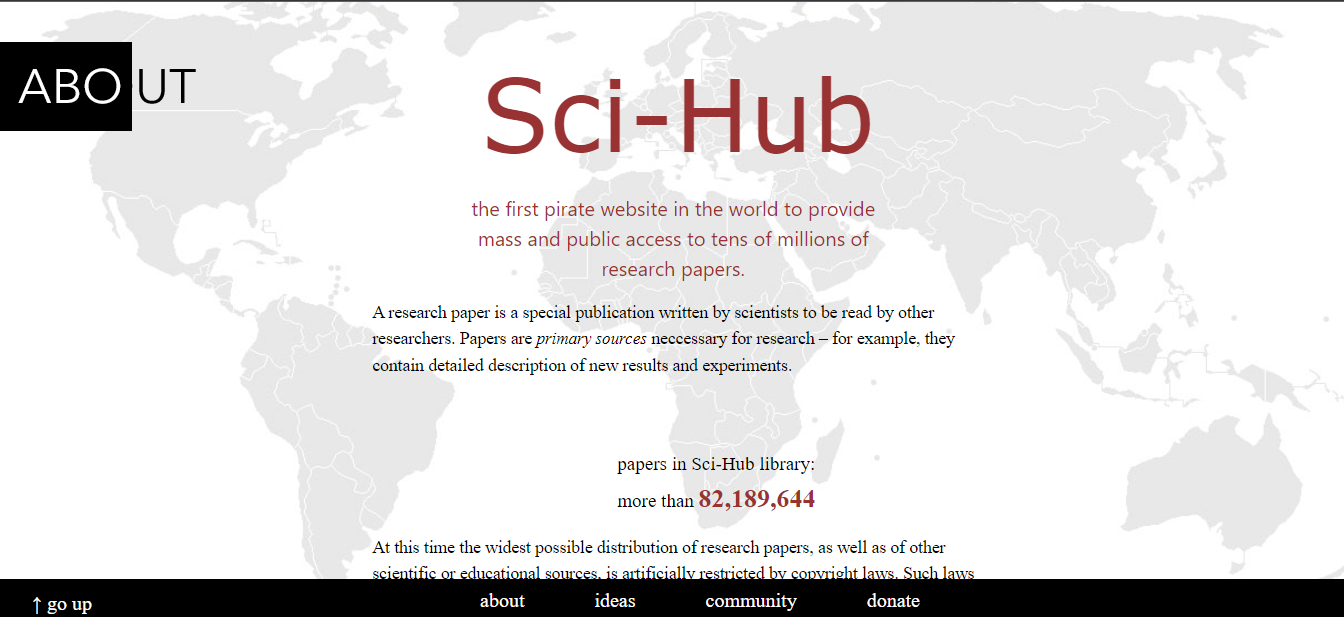 ABOUT
Sci-Hub
the first pirate website in the world to provide
mass and public access to tens of millions of
research papers.
A research paper is a special publication written by scientists to be read by other
researchers. Papers are primary sources neccessary for research – for example, they
contain detailed description of new results and experiments.
papers in Sci-Hub library:
more than 82,189,644
At this time the widest possible distribution of research papers, as well as of other
scientific or educational sources, is artificially restricted by copyright laws. Such laws
↑ go up
about ideas community donate